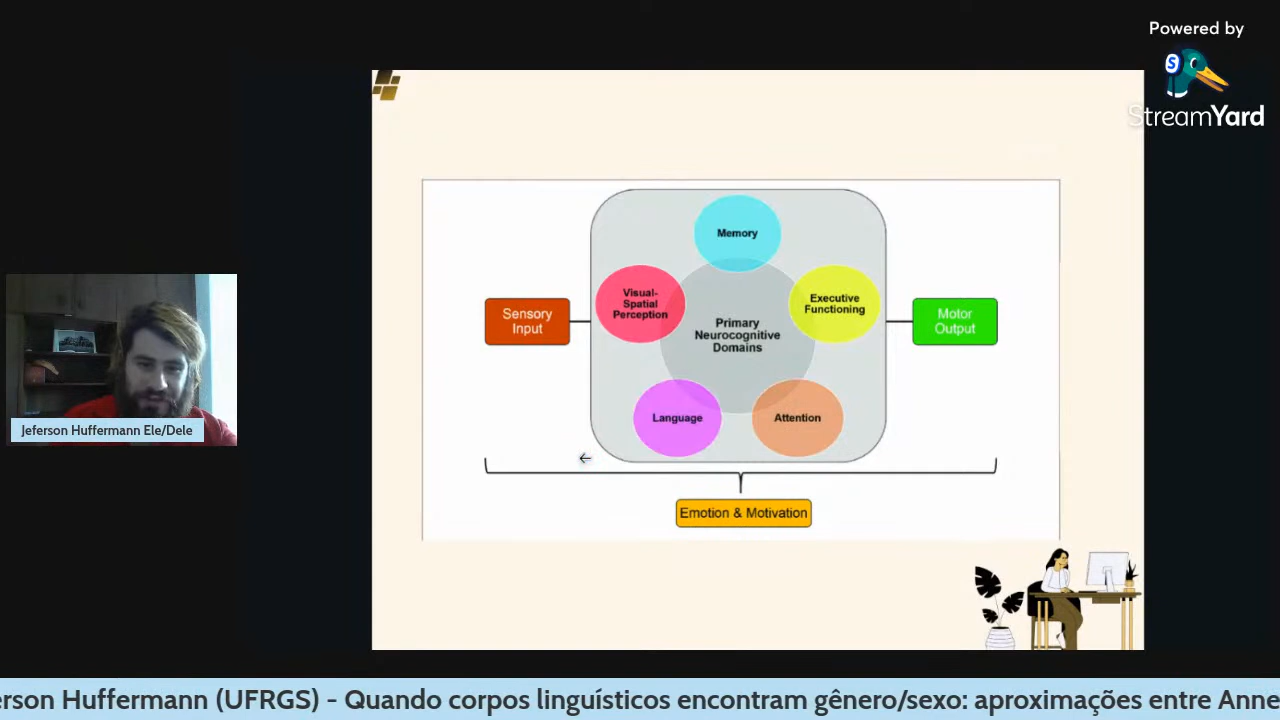 Powered by
StreamYard
Memory
Visual-
Spatial
Perception
Executive
Functioning
Sensory
Input
Primary
Neurocognitive
Domains
Motor
Output
Language
Attention
Emotion & Motivation
Jeferson Huffermann Ele/Dele
erson Huffermann (UFRGS) - Quando corpos linguísticos encontram gênero/sexo: aproximações entre Anne